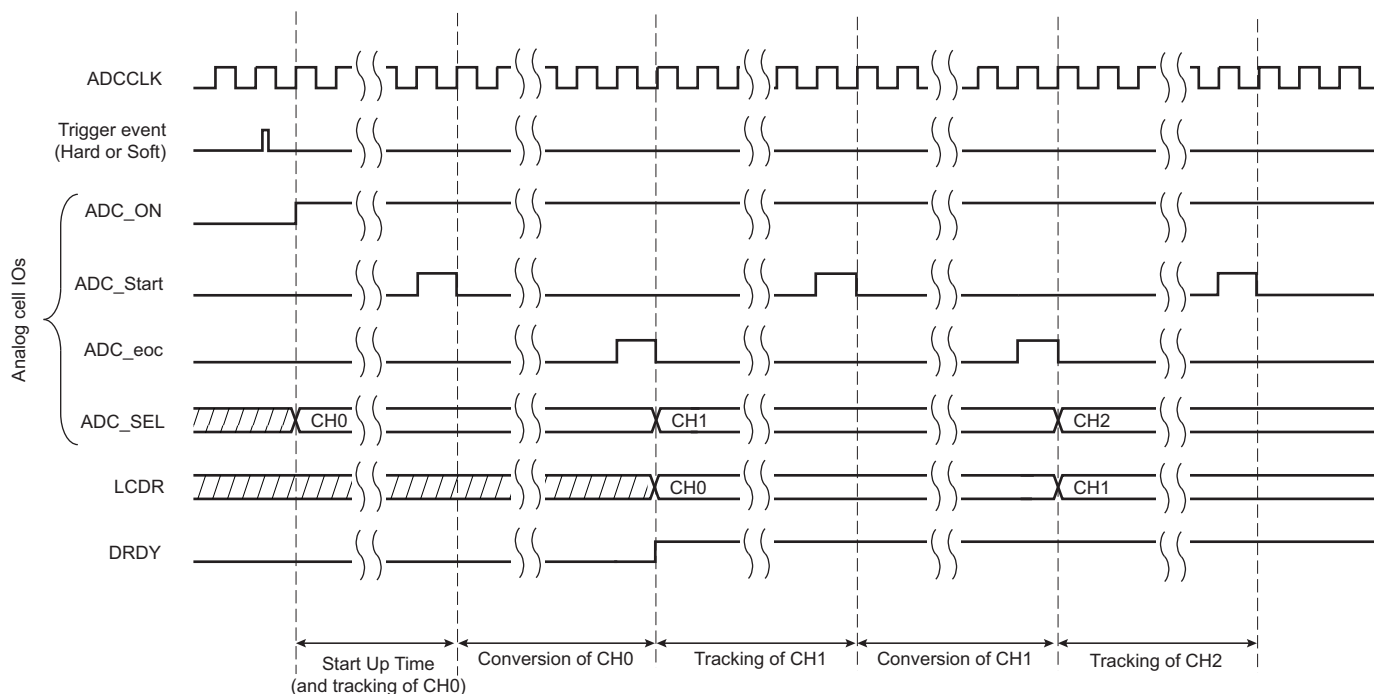 ADCCLK
Trigger event
(Hard or Soft)
Analog cell IOs
ADC_ON
ADC_Start
ADC_eoc
ADC_SEL
CH0
CH1
CH2
LCDR
CH0
CH1
DRDY
Start Up Time
(and tracking of CH0)
Conversion of CH0
Tracking of CH1
Conversion of CH1
Tracking of CH2